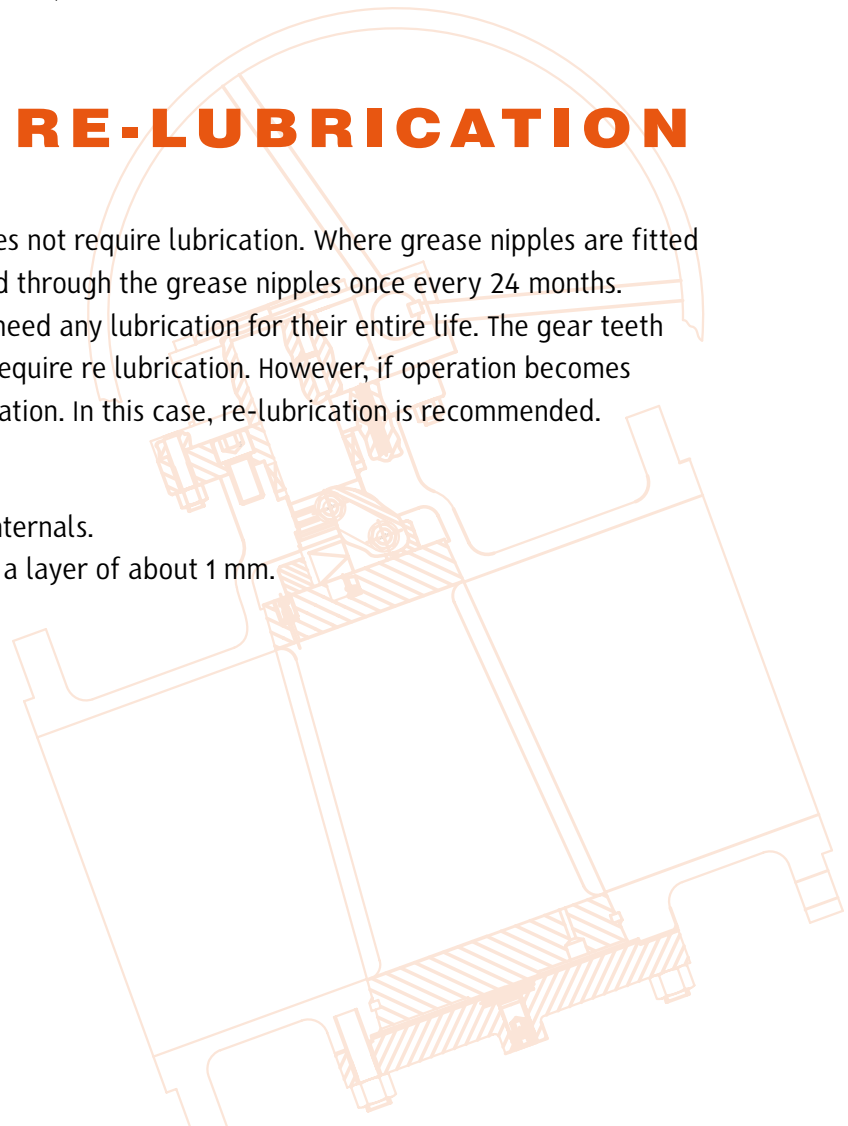 RE-LUBRICATION
es not require lubrication. Where grease nipples are fitted
d through the grease nipples once every 24 months.
need any lubrication for their entire life. The gear teeth
equire re lubrication. However, if operation becomes
ation. In this case, re-lubrication is recommended.
nternals.
a layer of about 1 mm.